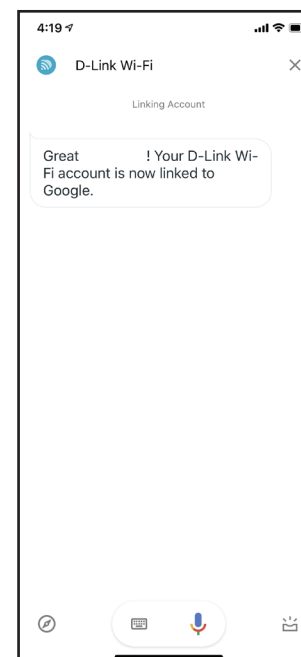 4:19
D-Link Wi-Fi
Linking Account
Great ! Your D-Link Wi-
Fi account is now linked to
Google.